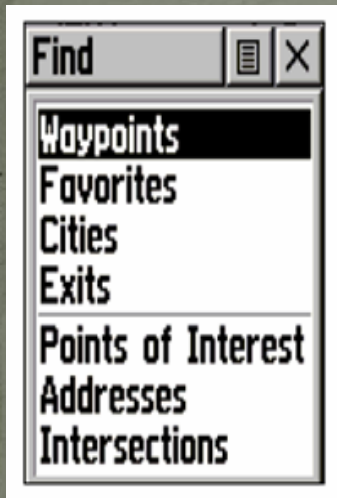 Find
Waypoints
Favorites
Cities
Exits
Points of Interest
Addresses
Intersections